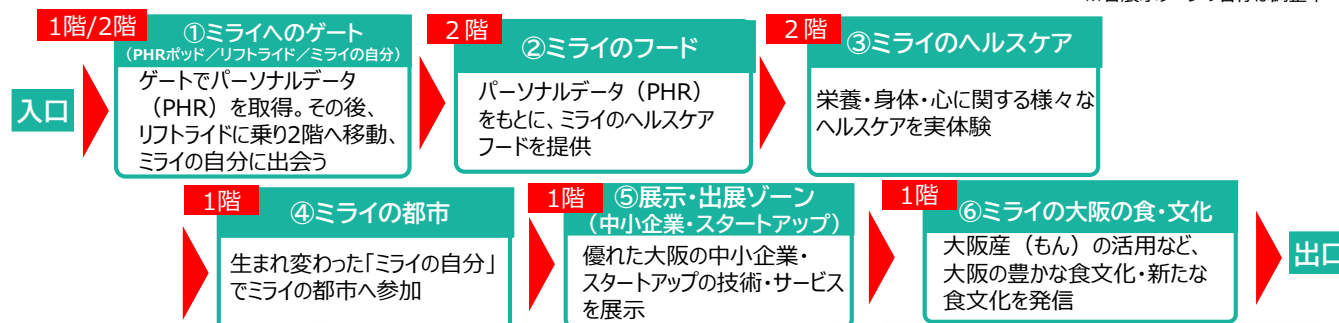 入口
1階/2階
①ミライへのゲート
(PHRポッド/リフトライド/ミライの自分)
ゲートでパーソナルデータ
(PHR)を取得。その後、
リフトライドに乗り2階へ移動、
ミライの自分に出会う
2階
②ミライのフード
パーソナルデータ(PHR)
をもとに、ミライのヘルスケア
フードを提供
2階
③ミライのヘルスケア
栄養・身体・心に関する様々な
ヘルスケアを実体験
1階
④ミライの都市
生まれ変わった「ミライの自分」
でミライの都市へ参加
1階
⑤展示・出展ゾーン
(中小企業・スタートアップ)
優れた大阪の中小企業・
スタートアップの技術・サービス
を展示
1階
⑥ミライの大阪の食・文化
大阪産(もん)の活用など、
大阪の豊かな食文化・新たな
食文化を発信
出口